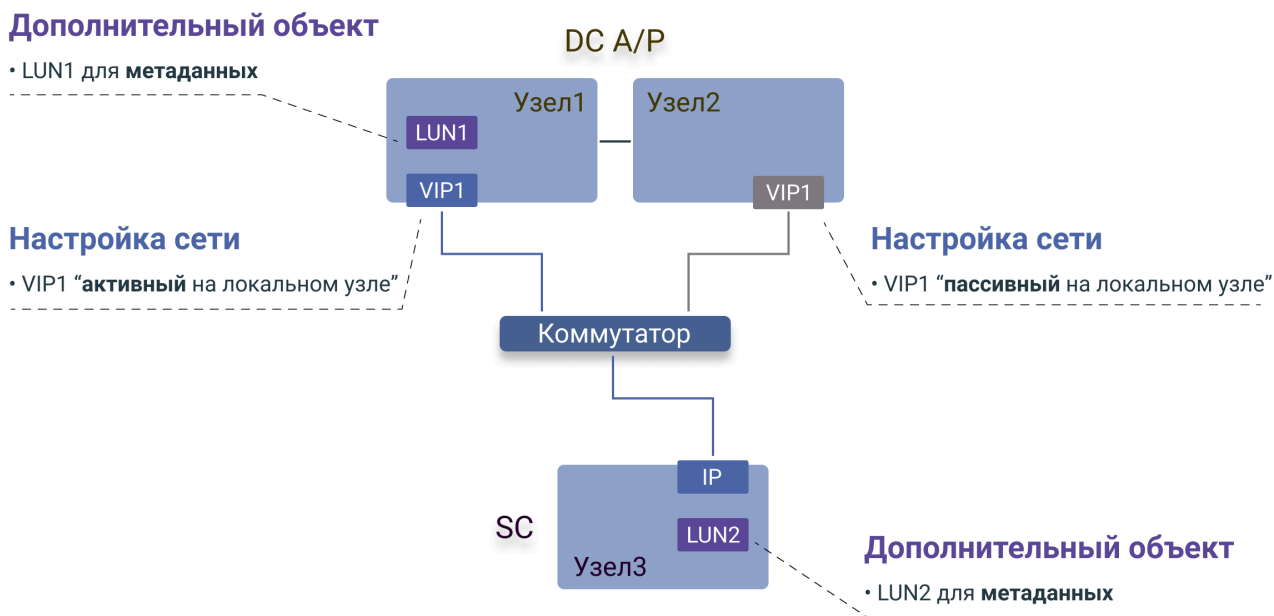 Дополнительный объект
• LUN1 для метаданных
DC A/P
Узел1
Узел2
LUN1
VIP1
VIP1
Настройка сети
• VIP1 “активный на локальном узле”
Настройка сети
• VIP1 “пассивный на локальном узле”
Коммутатор
IP
SC
LUN2
Узел3
Дополнительный объект
• LUN2 для метаданных